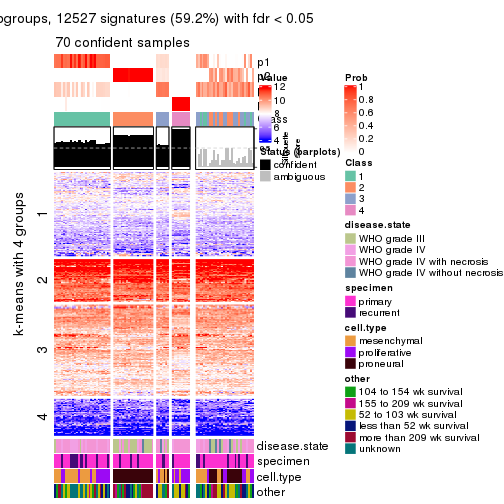 ogroups, 12527 signatures (59.2%) with fdr < 0.05
70 confident samples
p1
Value
12
10
8
6
4
Class
Silhouette
score
Status (barplots)
confident
ambiguous
k-means with 4 groups
1
2
3
4
disease.state
specimen
cell.type
other
Prob
1
0.8
0.6
0.4
0.2
0
Class
1
2
3
4
disease.state
WHO grade III
WHO grade IV
WHO grade IV with necrosis
WHO grade IV without necrosis
specimen
primary
recurrent
cell.type
mesenchymal
proliferative
proneural
other
104 to 154 wk survival
155 to 209 wk survival
52 to 103 wk survival
less than 52 wk survival
more than 209 wk survival
unknown